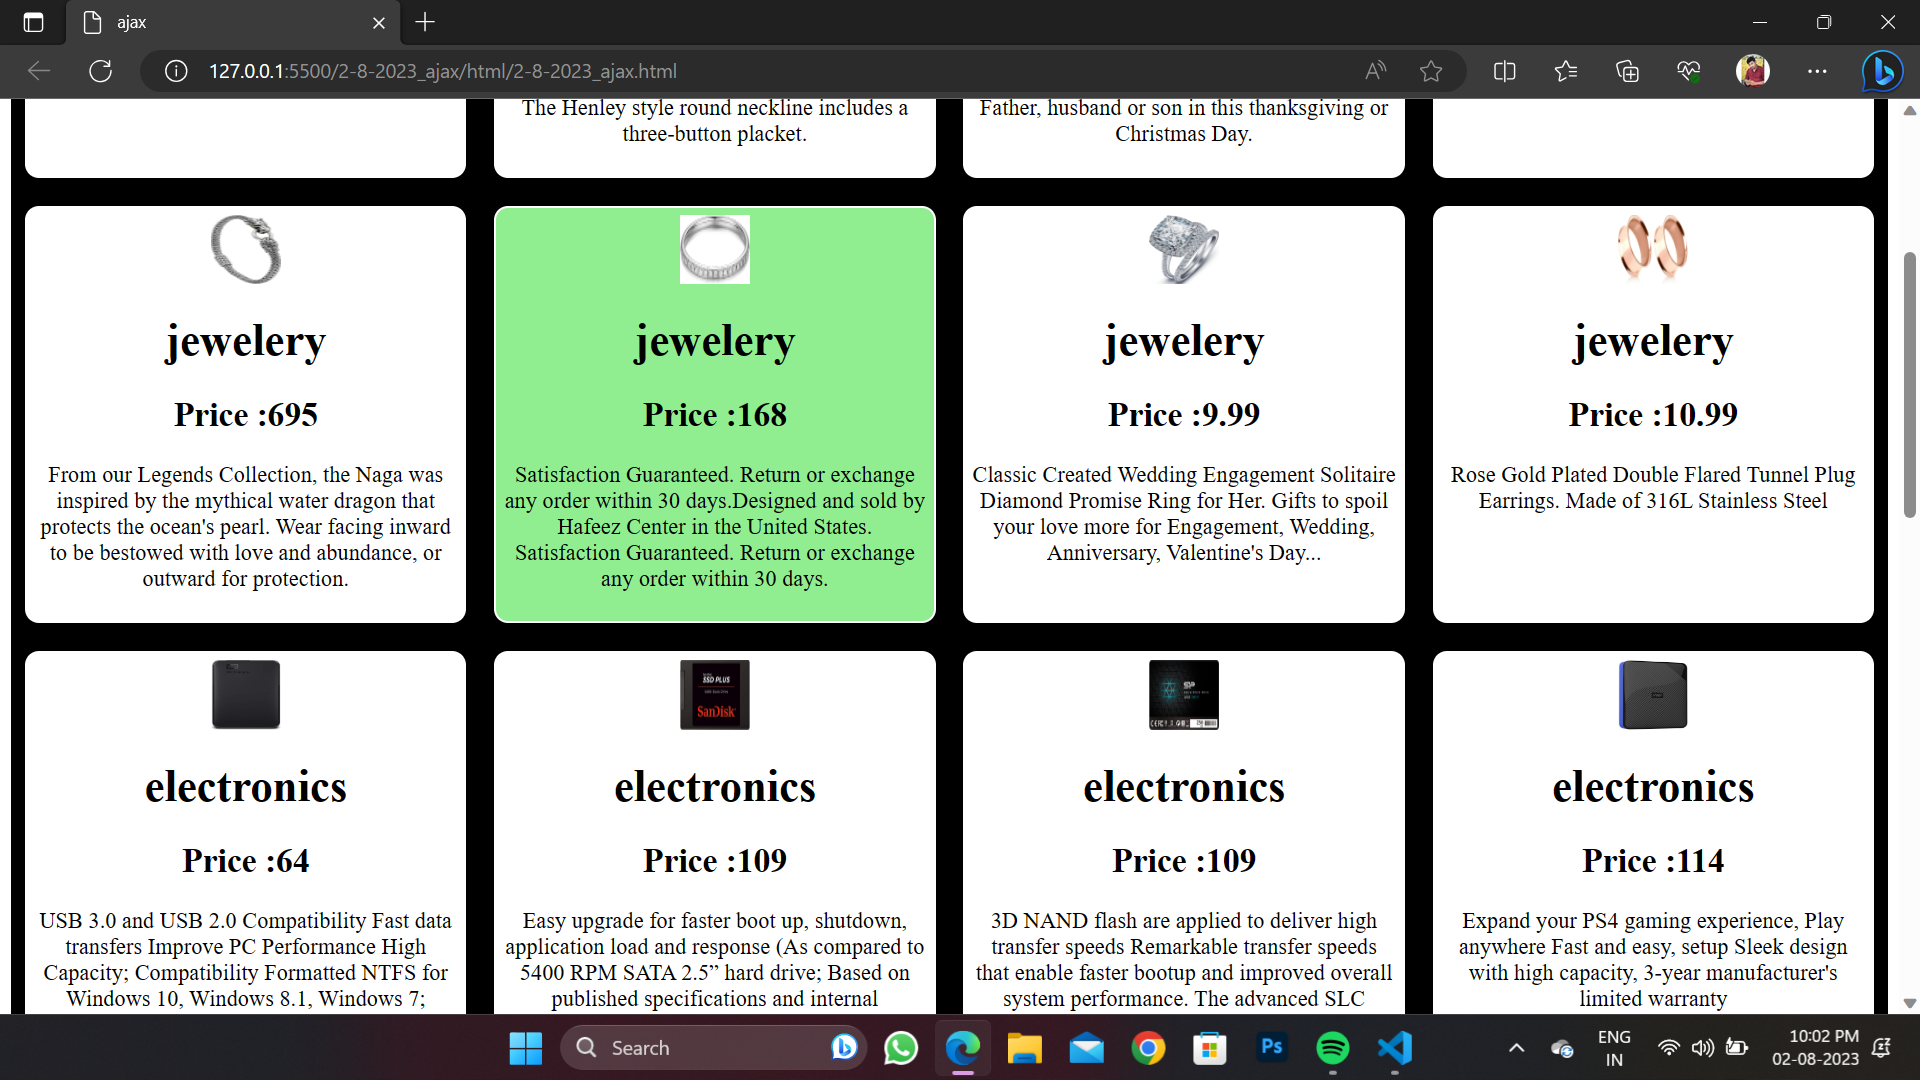 ajax
127.0.0.1:5500/2-8-2023_ajax/html/2-8-2023_ajax.html
The Henley style round neckline includes a
three-button placket.
Father, husband or son in this thanksgiving or
Christmas Day.
jewelery
Price :695
From our Legends Collection, the Naga was
inspired by the mythical water dragon that
protects the ocean's pearl. Wear facing inward
to be bestowed with love and abundance, or
outward for protection.
jewelery
Price :168
Satisfaction Guaranteed. Return or exchange
any order within 30 days.Designed and sold by
Hafeez Center in the United States.
Satisfaction Guaranteed. Return or exchange
any order within 30 days.
jewelery
Price :9.99
Classic Created Wedding Engagement Solitaire
Diamond Promise Ring for Her. Gifts to spoil
your love more for Engagement, Wedding,
Anniversary, Valentine's Day...
jewelery
Price :10.99
Rose Gold Plated Double Flared Tunnel Plug
Earrings. Made of 316L Stainless Steel
electronics
Price :64
USB 3.0 and USB 2.0 Compatibility Fast data
transfers Improve PC Performance High
Capacity; Compatibility Formatted NTFS for
Windows 10, Windows 8.1, Windows 7;
SSD PLUS
SanDisk
electronics
Price :109
Easy upgrade for faster boot up, shutdown,
application load and response (As compared to
5400 RPM SATA 2.5” hard drive; Based on
published specifications and internal
SP
electronics
Price :109
3D NAND flash are applied to deliver high
transfer speeds Remarkable transfer speeds
that enable faster bootup and improved overall
system performance. The advanced SLC
electronics
Price :114
Expand your PS4 gaming experience, Play
anywhere Fast and easy, setup Sleek design
with high capacity, 3-year manufacturer's
limited warranty
Search
Ps
ENG
IN
10:02 PM
02-08-2023